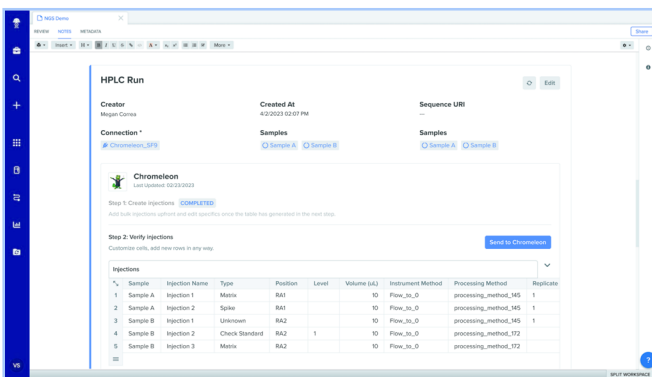 NGS Demo
REVIEW NOTES METADATA
Share
Insert
More
HPLC Run
Edit
Creator Created At Sequence URI
Megan Correa 4/2/2023 02:07 PM —
Connection * Samples Samples
Chromeleon_SF9 Sample A Sample B Sample A Sample B
Chromeleon
Last Updated: 02/23/2023
Step 1: Create injections COMPLETED
Add bulk injections upfront and edit specifics once the table has generated in the next step.
Step 2: Verify injections
Send to Chromeleon
Customize cells, add new rows in any way.
Injections
Sample Injection Name Type Position Level Volume (uL) Instrument Method Processing Method Replicate
1 Sample A Injection 1 Matrix RA1 10 Flow_to_0 processing_method_145 1
2 Sample A Injection 2 Spike RA1 10 Flow_to_0 processing_method_145 1
3 Sample B Injection 1 Unknown RA2 10 Flow_to_0 processing_method_145 1
4 Sample B Injection 2 Check Standard RA2 1 10 Flow_to_0 processing_method_172
5 Sample B Injection 3 Matrix RA2 10 Flow_to_0 processing_method_172
VS
?
SPLIT WORKSPACE